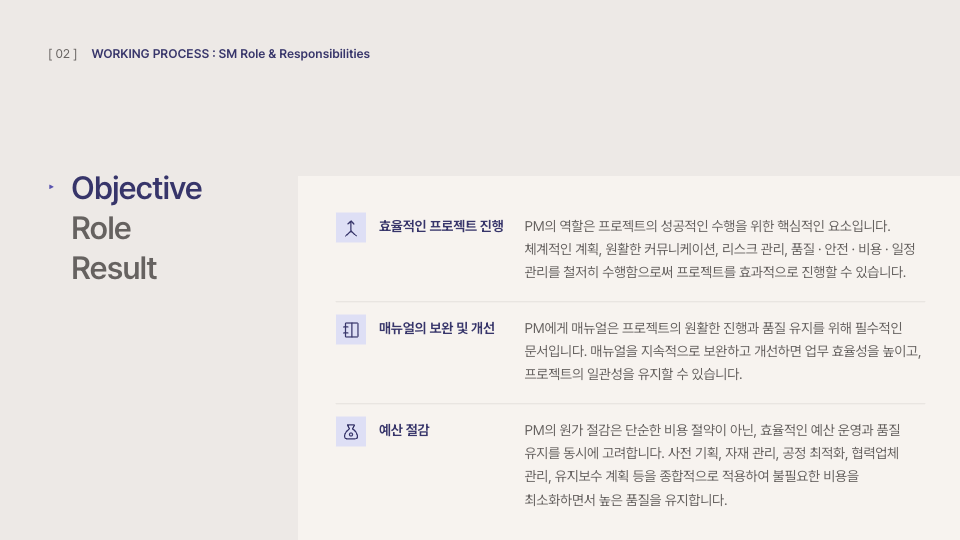 [ 02 ] WORKING PROCESS : SM Role & Responsibilities
▸ Objective
Role
Result
효율적인 프로젝트 진행
PM의 역할은 프로젝트의 성공적인 수행을 위한 핵심적인 요소입니다.
체계적인 계획, 원활한 커뮤니케이션, 리스크 관리, 품질 · 안전 · 비용 · 일정
관리를 철저히 수행함으로써 프로젝트를 효과적으로 진행할 수 있습니다.
매뉴얼의 보완 및 개선
PM에게 매뉴얼은 프로젝트의 원활한 진행과 품질 유지를 위해 필수적인
문서입니다. 매뉴얼을 지속적으로 보완하고 개선하면 업무 효율성을 높이고,
프로젝트의 일관성을 유지할 수 있습니다.
예산 절감
PM의 원가 절감은 단순한 비용 절약이 아닌, 효율적인 예산 운영과 품질
유지를 동시에 고려합니다. 사전 기획, 자재 관리, 공정 최적화, 협력업체
관리, 유지보수 계획 등을 종합적으로 적용하여 불필요한 비용을
최소화하면서 높은 품질을 유지합니다.